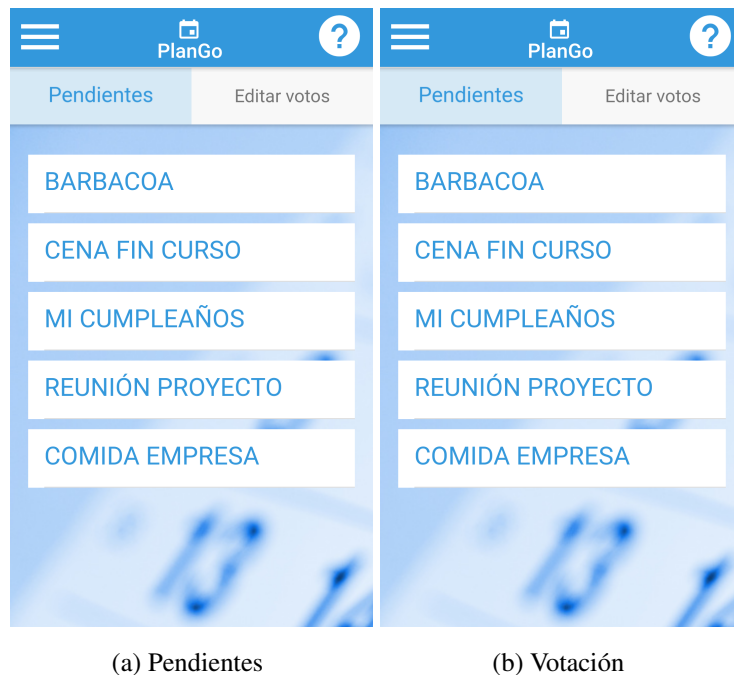 PlanGo
?
Pendientes
Editar votos
BARBACOA
CENA FIN CURSO
MI CUMPLEAÑOS
REUNIÓN PROYECTO
COMIDA EMPRESA
(a) Pendientes
PlanGo
?
Pendientes
Editar votos
BARBACOA
CENA FIN CURSO
MI CUMPLEAÑOS
REUNIÓN PROYECTO
COMIDA EMPRESA
(b) Votación